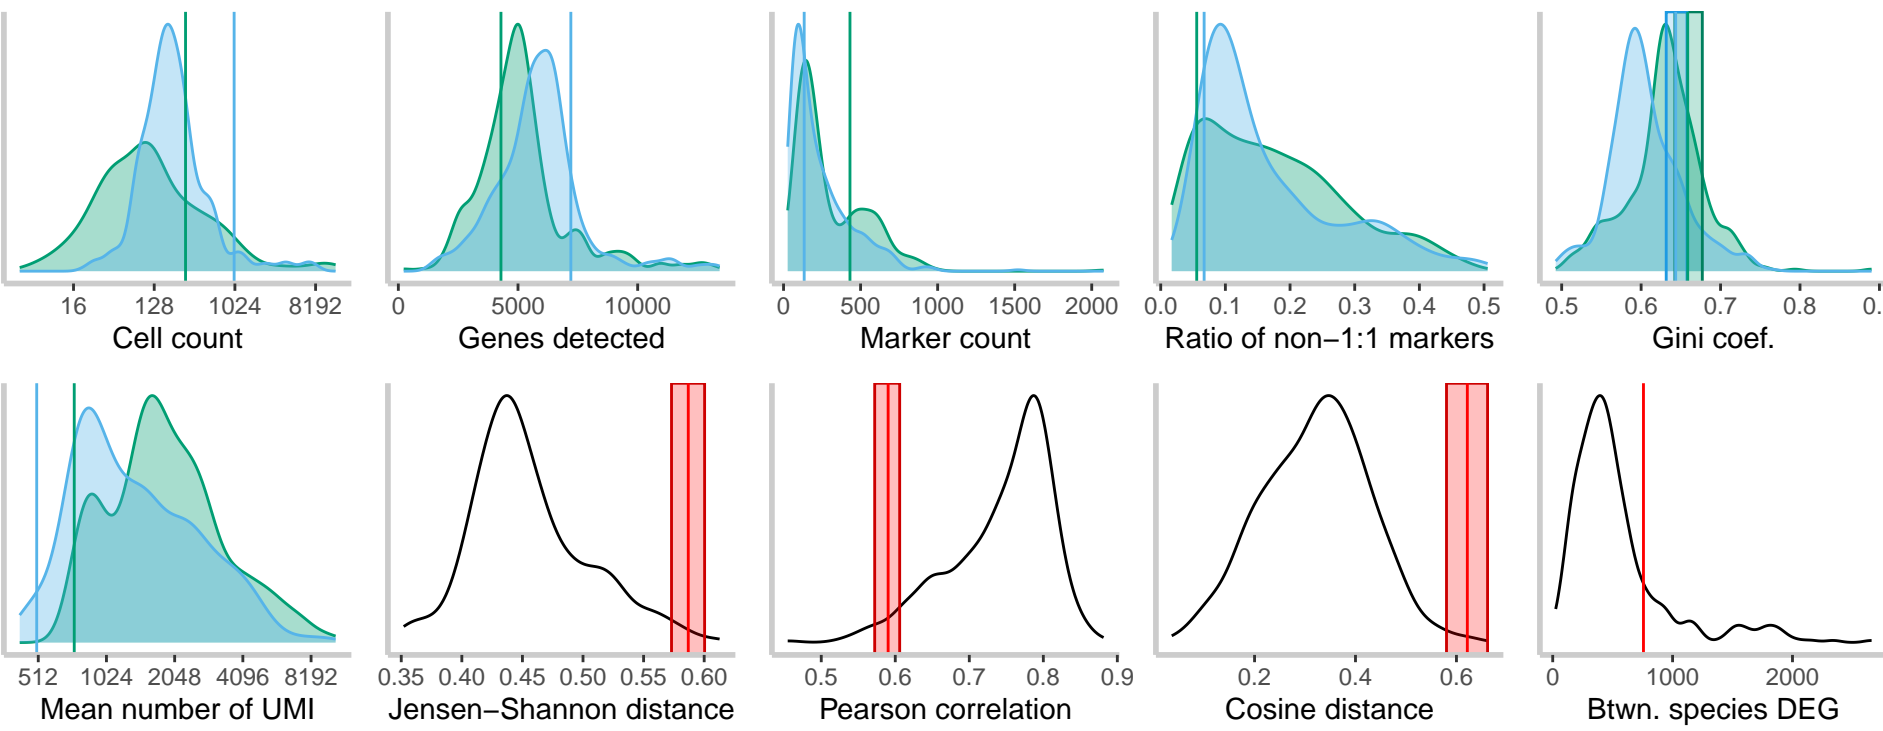 16 128 1024 8192
Cell count
0 5000 10000
Genes detected
0 500 1000 1500 2000
Marker count
0.0 0.1 0.2 0.3 0.4 0.5
Ratio of non−1:1 markers
0.5 0.6 0.7 0.8 0.
Gini coef.
512 1024 2048 4096 8192
Mean number of UMI
0.35 0.40 0.45 0.50 0.55 0.60
Jensen−Shannon distance
0.5 0.6 0.7 0.8 0.9
Pearson correlation
0.2 0.4 0.6
Cosine distance
0 1000 2000
Btwn. species DEG